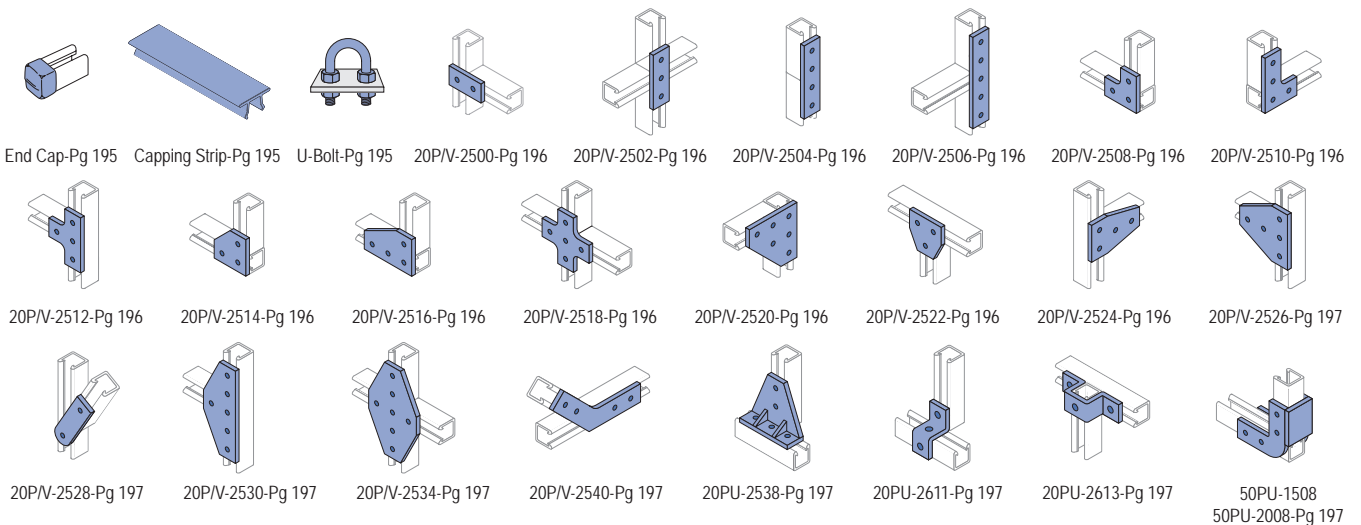 End Cap-Pg 195 Capping Strip-Pg 195 U-Bolt-Pg 195 20P/V-2500-Pg 196 20P/V-2502-Pg 196 20P/V-2504-Pg 196 20P/V-2506-Pg 196 20P/V-2508-Pg 196 20P/V-2510-Pg 196
20P/V-2512-Pg 196 20P/V-2514-Pg 196 20P/V-2516-Pg 196 20P/V-2518-Pg 196 20P/V-2520-Pg 196 20P/V-2522-Pg 196 20P/V-2524-Pg 196 20P/V-2526-Pg 197
20P/V-2528-Pg 197 20P/V-2530-Pg 197 20P/V-2534-Pg 197 20P/V-2540-Pg 197 20PU-2538-Pg 197 20PU-2611-Pg 197 20PU-2613-Pg 197 50PU-1508
50PU-2008-Pg 197